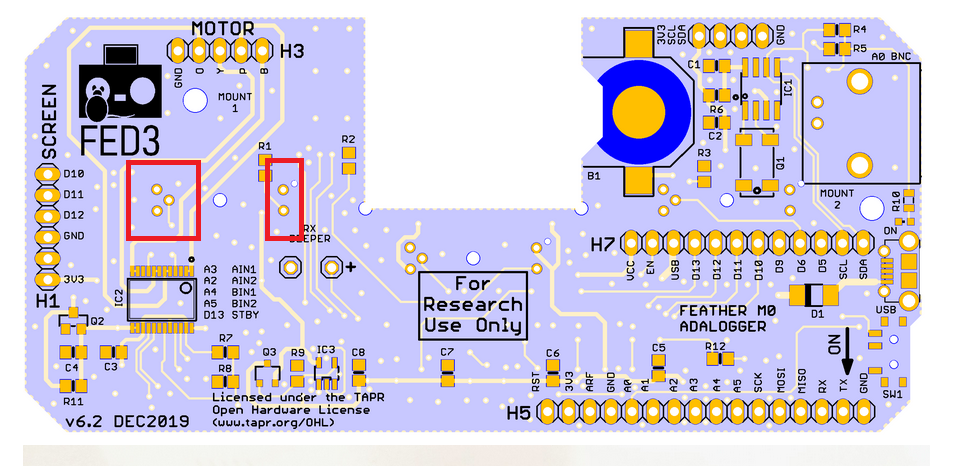 MOTOR
H3
GND
O
Y
P
B
MOUNT
1
FED3
SCREEN
D10
D11
D12
GND
3V3
H1
R1
R2
RX
BEEPER
+
IC2
A3 AIN1
A2 AIN2
A4 BIN1
A5 BIN2
D13 STBY
Q2
C4
C3
R11
R7
R8
Q3
R9
IC3
C8
C7
C6
C5
R12
Licensed under the TAPR
Open Hardware License
(www.tapr.org/OHL)
v6.2 DEC2019
For
Research
Use Only
3V3
SCL
SDA
GND
C1
R6
C2
IC1
R4
R5
A0 BNC
R3
Q1
B1
MOUNT
2
R10
ON
H7
VCC
EN
USB
D13
D12
D11
D10
D9
D6
D5
SCL
SDA
USB
D1
FEATHER M0
ADALOGGER
ON
SW1
H5
RST
3V3
ARF
GND
A0
A1
A2
A3
A4
A5
SCK
MOSI
MISO
RX
TX
GND